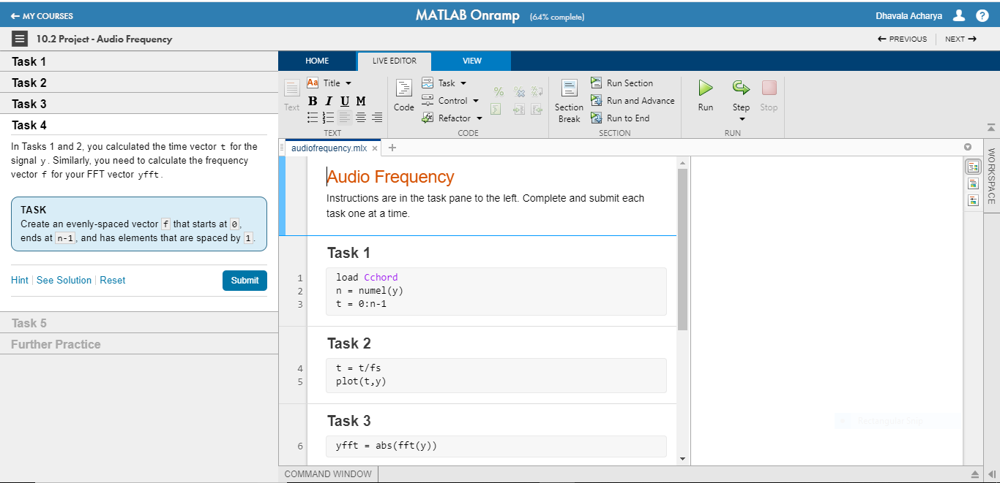 ← MY COURSES
MATLAB Onramp (64% complete)
Dhavala Acharya
?
10.2 Project - Audio Frequency
← PREVIOUS
NEXT →
Task 1
Task 2
Task 3
Task 4
In Tasks 1 and 2, you calculated the time vector t for the
signal y. Similarly, you need to calculate the frequency
vector f for your FFT vector yfft.
TASK
Create an evenly-spaced vector f that starts at 0,
ends at n-1, and has elements that are spaced by 1.
Hint
See Solution
Reset
Submit
Task 5
Further Practice
HOME
LIVE EDITOR
VIEW
Text
Aa Title
B I U M
TEXT
Code
Task
Control
Refactor
CODE
Section
Break
Run Section
Run and Advance
Run to End
SECTION
Run
Step
Stop
RUN
audiofrequency.mlx × +
WORKSPACE
Audio Frequency
Instructions are in the task pane to the left. Complete and submit each
task one at a time.
Task 1
1 load Cchord
2 n = numel(y)
3 t = 0:n-1
Task 2
4 t = t/fs
5 plot(t,y)
Task 3
6 yfft = abs(fft(y))
Rectangular Snip
COMMAND WINDOW